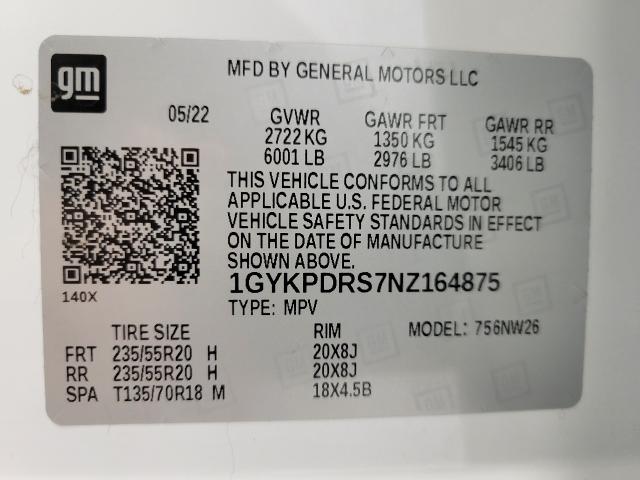 gm
MFD BY GENERAL MOTORS LLC
05/22 GVWR GAWR FRT GAWR RR
2722 KG 1350 KG 1545 KG
6001 LB 2976 LB 3406 LB
THIS VEHICLE CONFORMS TO ALL
APPLICABLE U.S. FEDERAL MOTOR
VEHICLE SAFETY STANDARDS IN EFFECT
ON THE DATE OF MANUFACTURE
SHOWN ABOVE.
1GYKPDRS7NZ164875
140X
TYPE: MPV
TIRE SIZE RIM MODEL: 756NW26
FRT 235/55R20 H 20X8J
RR 235/55R20 H 20X8J
SPA T135/70R18 M 18X4.5B